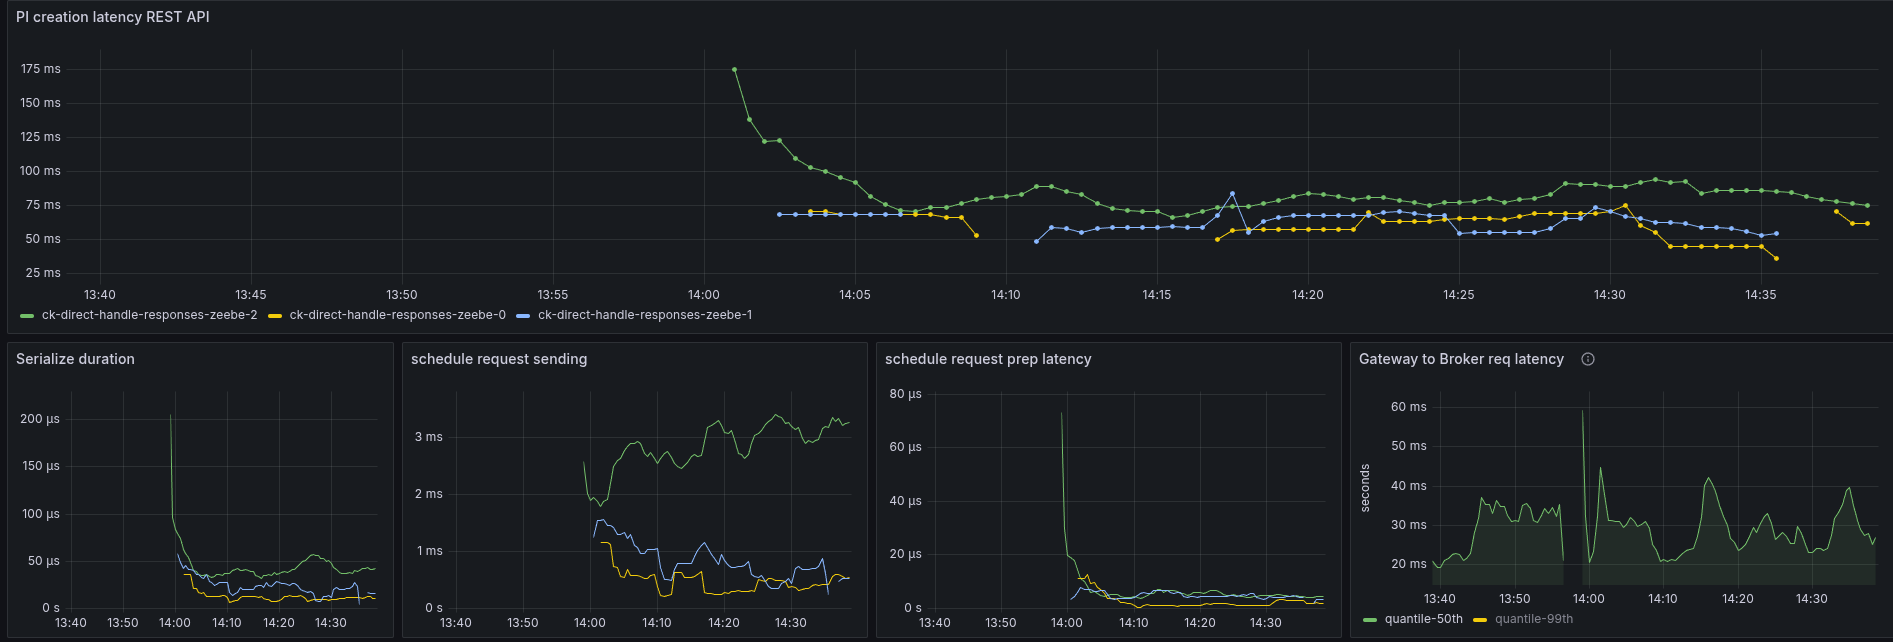 PI creation latency REST API
175 ms
150 ms
125 ms
100 ms
75 ms
50 ms
25 ms
13:40 13:45 13:50 13:55 14:00 14:05 14:10 14:15 14:20 14:25 14:30 14:35
ck-direct-handle-responses-zeebe-2 ck-direct-handle-responses-zeebe-0 ck-direct-handle-responses-zeebe-1
Serialize duration
200 µs
150 µs
100 µs
50 µs
0 s
13:40 13:50 14:00 14:10 14:20 14:30
schedule request sending
3 ms
2 ms
1 ms
0 s
13:40 13:50 14:00 14:10 14:20 14:30
schedule request prep latency
80 µs
60 µs
40 µs
20 µs
0 s
13:40 13:50 14:00 14:10 14:20 14:30
Gateway to Broker req latency
seconds
60 ms
50 ms
40 ms
30 ms
20 ms
13:40 13:50 14:00 14:10 14:20 14:30
quantile-50th quantile-99th